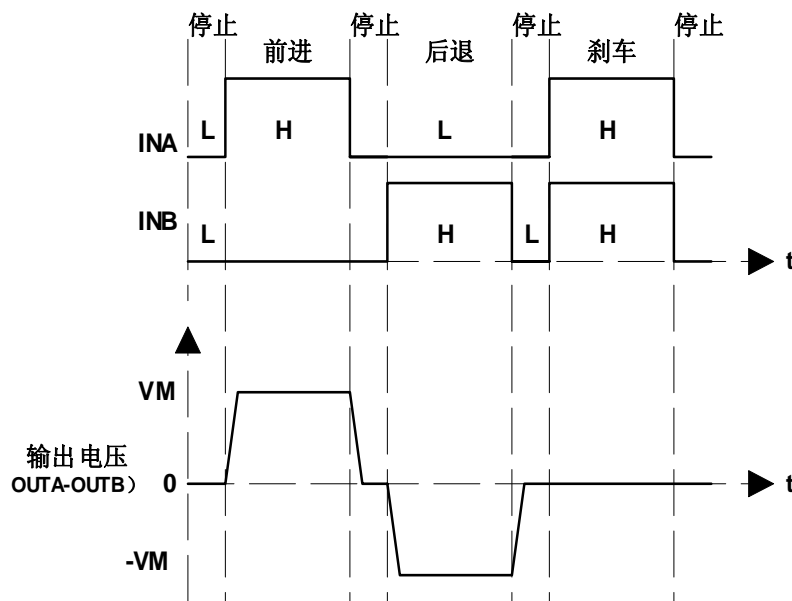 停止 停止 停止 停止
前进 后退 刹车
INA L H L H
INB L H L H
t
VM
输出电压
OUTA-OUTB） 0 t
-VM